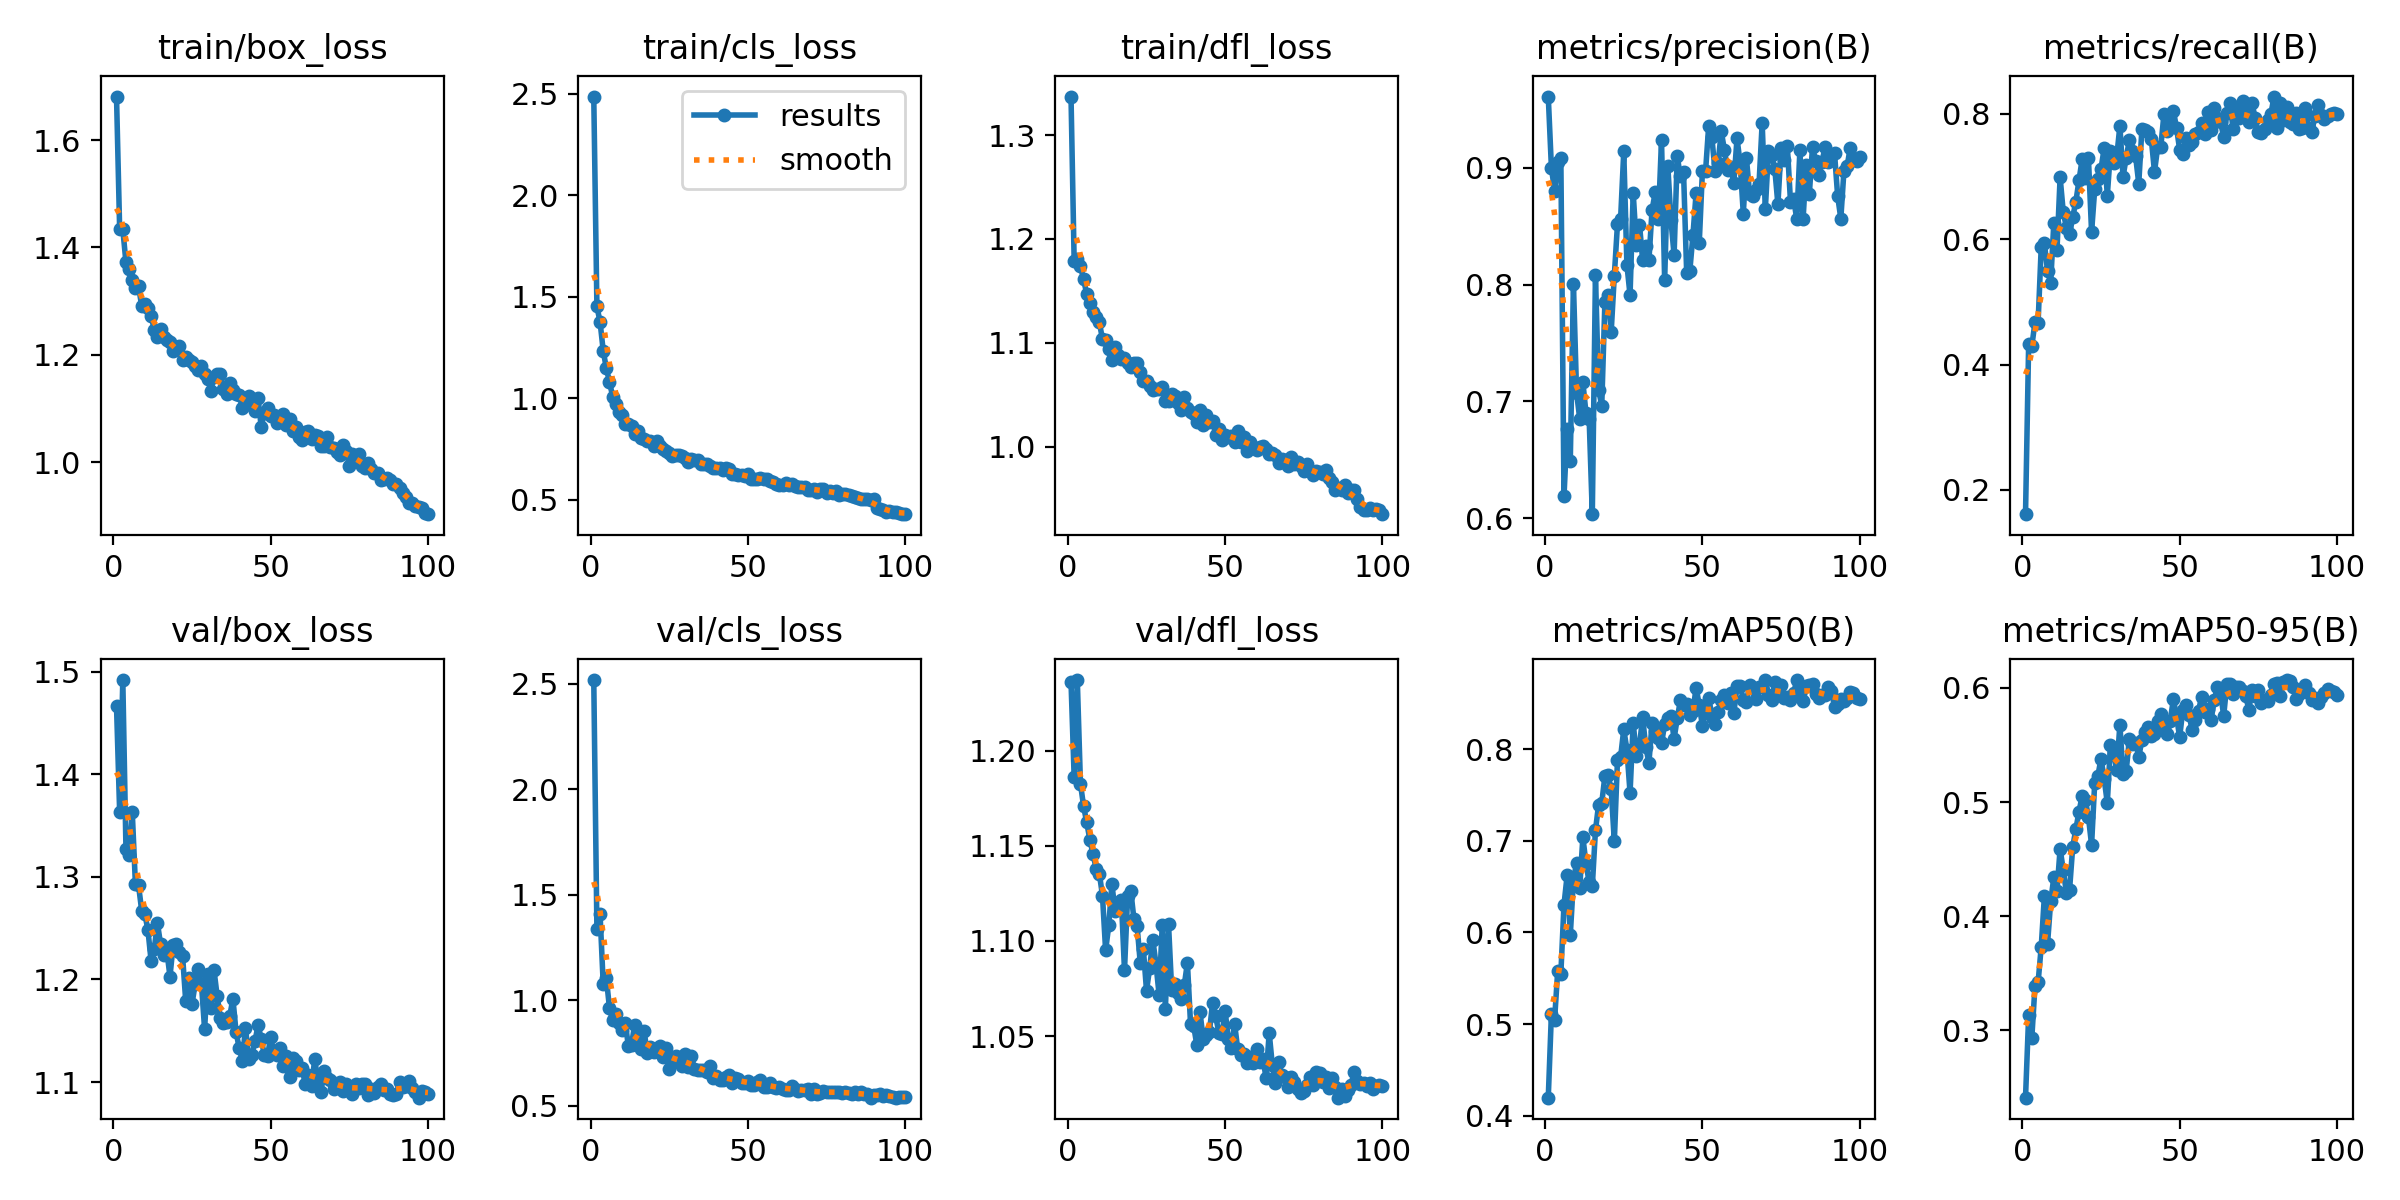 train/box_loss
train/cls_loss
train/dfl_loss
metrics/precision(B)
metrics/recall(B)
1.6
1.4
1.2
1.0
0 50 100
2.5
2.0
1.5
1.0
0.5
results
smooth
0 50 100
1.3
1.2
1.1
1.0
0 50 100
0.9
0.8
0.7
0.6
0 50 100
0.8
0.6
0.4
0.2
0 50 100
val/box_loss
val/cls_loss
val/dfl_loss
metrics/mAP50(B)
metrics/mAP50-95(B)
1.5
1.4
1.3
1.2
1.1
0 50 100
2.5
2.0
1.5
1.0
0.5
0 50 100
1.20
1.15
1.10
1.05
0 50 100
0.8
0.7
0.6
0.5
0.4
0 50 100
0.6
0.5
0.4
0.3
0 50 100